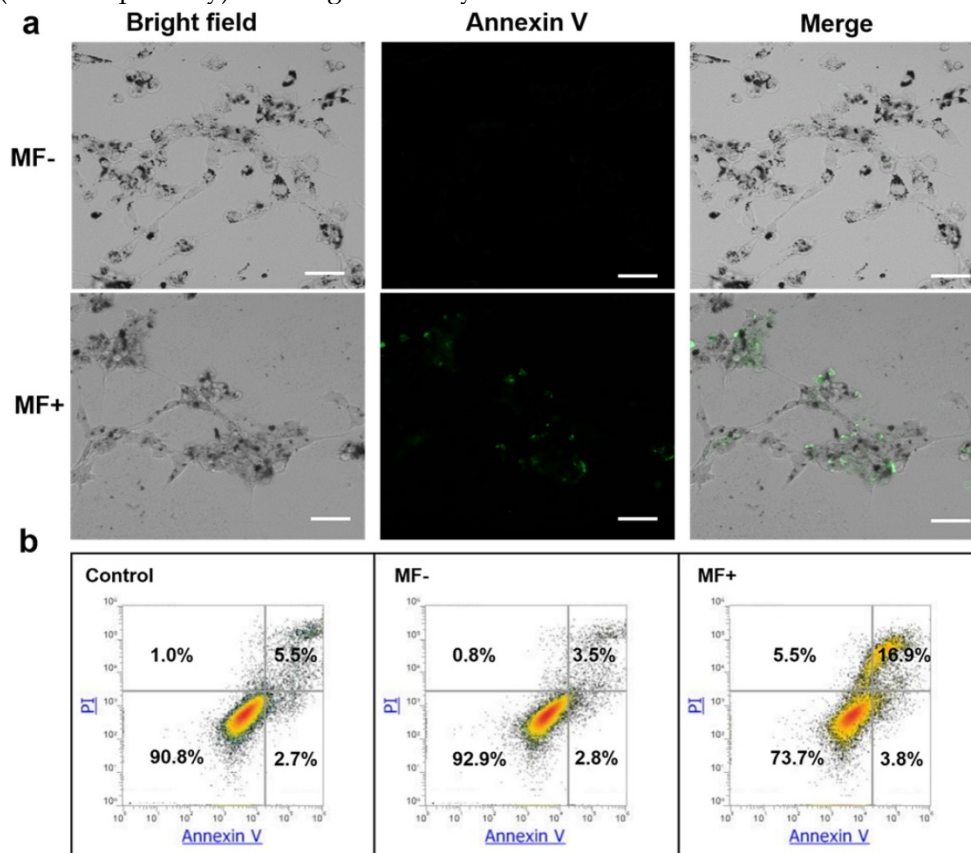 a
Bright field Annexin V Merge
MF-
MF+
b
Control MF- MF+
1.0% 5.5% 0.8% 3.5% 5.5% 16.9%
PI PI PI
90.8% 2.7% 92.9% 2.8% 73.7% 3.8%
Annexin V Annexin V Annexin V